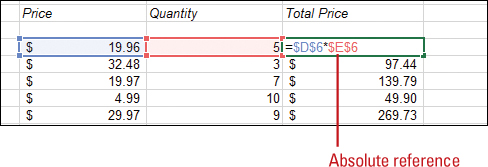 Price Quantity Total Price
$ 19.96 5 =$D$6*$E$6
$ 32.48 3 $ 97.44
$ 19.97 7 $ 139.79
$ 4.99 10 $ 49.90
$ 29.97 9 $ 269.73
Absolute reference